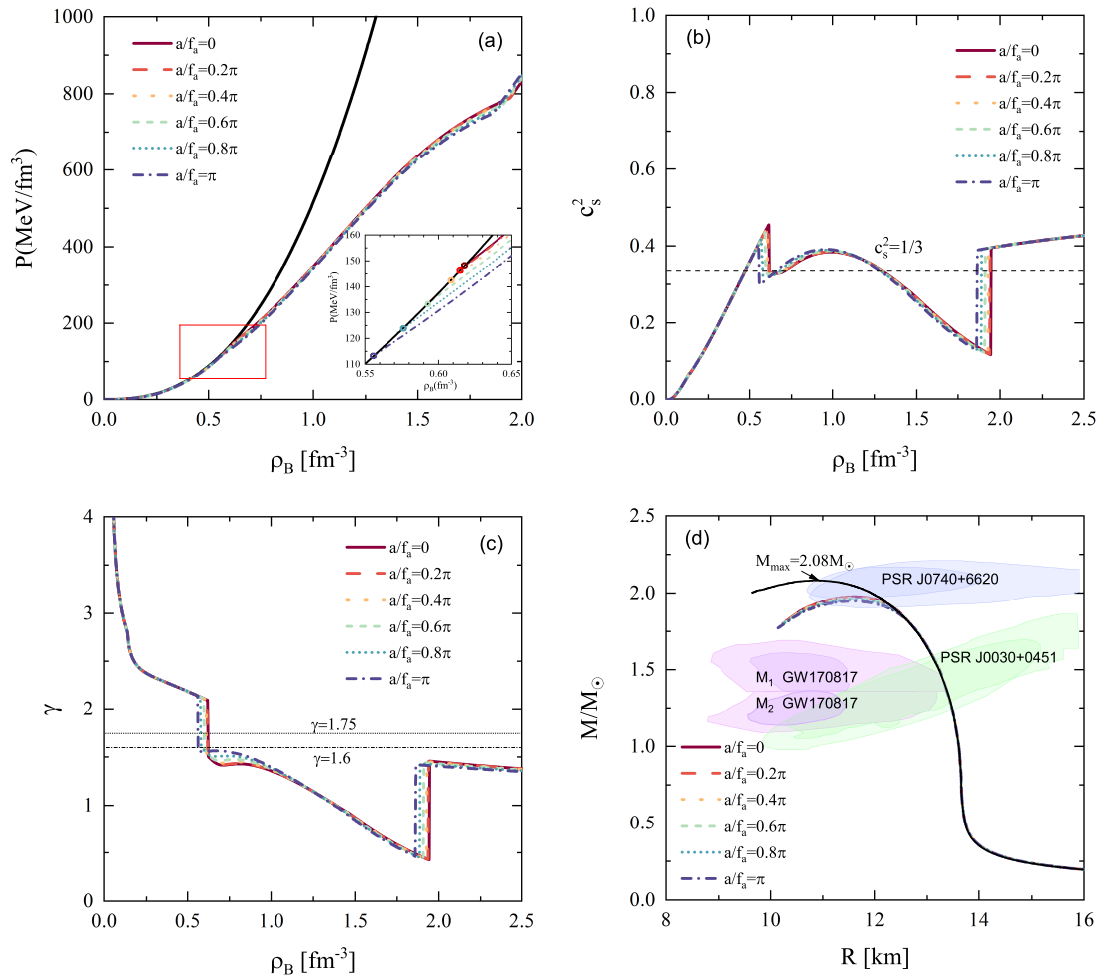 (a)
a/fₐ=0
a/fₐ=0.2π
a/fₐ=0.4π
a/fₐ=0.6π
a/fₐ=0.8π
a/fₐ=π
P(MeV/fm³)
1000
800
600
400
200
0
0.0 0.5 1.0 1.5 2.0
ρ_B [fm⁻³]
P(MeV/fm³)
160
150
140
130
120
110
0.55 0.60 0.65
ρ_B(fm⁻³)
(b)
a/fₐ=0
a/fₐ=0.2π
a/fₐ=0.4π
a/fₐ=0.6π
a/fₐ=0.8π
a/fₐ=π
c_s²
1.0
0.8
0.6
0.4
0.2
0.0
c_s²=1/3
0.0 0.5 1.0 1.5 2.0 2.5
ρ_B [fm⁻³]
(c)
a/fₐ=0
a/fₐ=0.2π
a/fₐ=0.4π
a/fₐ=0.6π
a/fₐ=0.8π
a/fₐ=π
γ
4
3
2
1
0
γ=1.75
γ=1.6
0.0 0.5 1.0 1.5 2.0 2.5
ρ_B [fm⁻³]
(d)
M_max=2.08M_⊙
PSR J0740+6620
PSR J0030+0451
M₁ GW170817
M₂ GW170817
a/fₐ=0
a/fₐ=0.2π
a/fₐ=0.4π
a/fₐ=0.6π
a/fₐ=0.8π
a/fₐ=π
M/M_⊙
2.5
2.0
1.5
1.0
0.5
0.0
8 10 12 14 16
R [km]